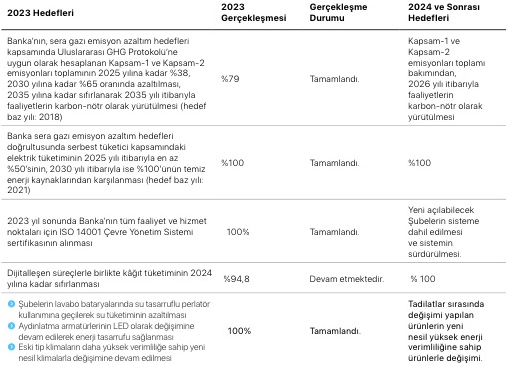 2023 Hedefleri
2023
Gerçekleşmesi
Gerçekleşme
Durumu
2024 ve Sonrası
Hedefleri
Banka'nın, sera gazı emisyon azaltım hedefleri
kapsamında Uluslararası GHG Protokolü'ne
uygun olarak hesaplanan Kapsam-1 ve Kapsam-2
emisyonları toplamının 2025 yılına kadar %38,
2030 yılına kadar %65 oranında azaltılması,
2035 yılına kadar sıfırlanarak 2035 yılı itibarıyla
faaliyetlerin karbon-nötr olarak yürütülmesi (hedef
baz yılı: 2018)
%79
Tamamlandı.
Kapsam-1 ve
Kapsam-2
emisyonları toplamı
bakımından,
2026 yılı itibarıyla
faaliyetlerin
karbon-nötr olarak
yürütülmesi
Banka sera gazı emisyon azaltım hedefleri
doğrultusunda serbest tüketici kapsamındaki
elektrik tüketiminin 2025 yılı itibarıyla en az
%50'sinin, 2030 yılı itibarıyla ise %100'ünün temiz
enerji kaynaklarından karşılanması (hedef baz yılı:
2021)
%100
Tamamlandı.
%100
2023 yıl sonunda Banka'nın tüm faaliyet ve hizmet
noktaları için ISO 14001 Çevre Yönetim Sistemi
sertifikasının alınması
100%
Tamamlandı.
Yeni açılabilecek
Şubelerin sisteme
dahil edilmesi
ve sistemin
sürdürülmesi.
Dijitalleşen süreçlerle birlikte kâğıt tüketiminin 2024
yılına kadar sıfırlanması
%94,8
Devam etmektedir.
% 100
Şubelerin lavabo bataryalarında su tasarruflu perlatör
kullanımına geçilerek su tüketiminin azaltılması
Aydınlatma armatürlerinin LED olarak değişimine
devam edilerek enerji tasarrufu sağlanması
Eski tip klimaların daha yüksek verimliliğe sahip yeni
nesil klimalarla değişimine devam edilmesi
100%
Tamamlandı.
Tadilatlar sırasında
değişimi yapılan
ürünlerin yeni
nesil yüksek enerji
verimliliğine sahip
ürünlerle değişimi.